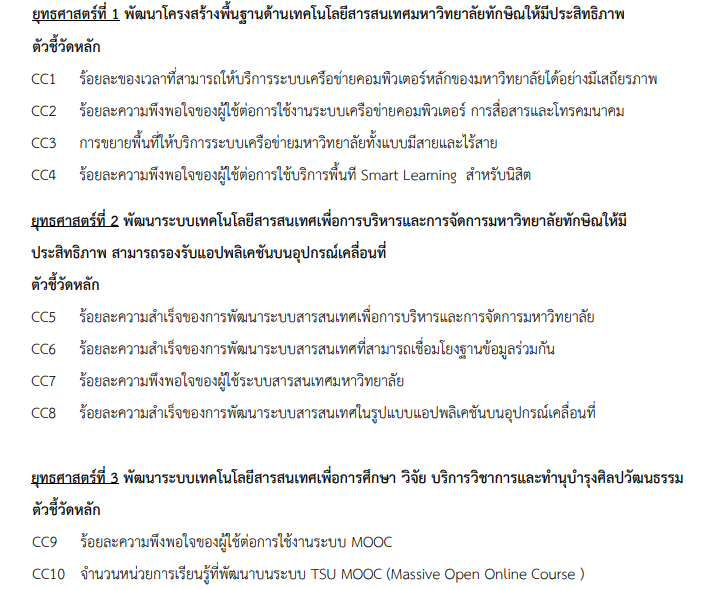 ยุทธศาสตร์ที่ 1 พัฒนาโครงสร้างพื้นฐานด้านเทคโนโลยีสารสนเทศมหาวิทยาลัยทักษิณให้มีประสิทธิภาพ
ตัวชี้วัดหลัก
CC1 ร้อยละของเวลาที่สามารถให้บริการระบบเครือข่ายคอมพิวเตอร์หลักของมหาวิทยาลัยได้อย่างมีเสถียรภาพ
CC2 ร้อยละความพึงพอใจของผู้ใช้ต่อการใช้งานระบบเครือข่ายคอมพิวเตอร์ การสื่อสารและโทรคมนาคม
CC3 การขยายพื้นที่ให้บริการระบบเครือข่ายมหาวิทยาลัยทั้งแบบมีสายและไร้สาย
CC4 ร้อยละความพึงพอใจของผู้ใช้ต่อการใช้บริการพื้นที่ Smart Learning สำหรับนิสิต
ยุทธศาสตร์ที่ 2 พัฒนาระบบเทคโนโลยีสารสนเทศเพื่อการบริหารและการจัดการมหาวิทยาลัยทักษิณให้มี
ประสิทธิภาพ สามารถรองรับแอปพลิเคชันบนอุปกรณ์เคลื่อนที่
ตัวชี้วัดหลัก
CC5 ร้อยละความสำเร็จของการพัฒนาระบบสารสนเทศเพื่อการบริหารและการจัดการมหาวิทยาลัย
CC6 ร้อยละความสำเร็จของการพัฒนาระบบสารสนเทศที่สามารถเชื่อมโยงฐานข้อมูลร่วมกัน
CC7 ร้อยละความพึงพอใจของผู้ใช้ระบบสารสนเทศมหาวิทยาลัย
CC8 ร้อยละความสำเร็จของการพัฒนาระบบสารสนเทศในรูปแบบแอปพลิเคชันบนอุปกรณ์เคลื่อนที่
ยุทธศาสตร์ที่ 3 พัฒนาระบบเทคโนโลยีสารสนเทศเพื่อการศึกษา วิจัย บริการวิชาการและทำนุบำรุงศิลปวัฒนธรรม
ตัวชี้วัดหลัก
CC9 ร้อยละความพึงพอใจของผู้ใช้ต่อการใช้งานระบบ MOOC
CC10 จำนวนหน่วยการเรียนรู้ที่พัฒนาบนระบบ TSU MOOC (Massive Open Online Course )